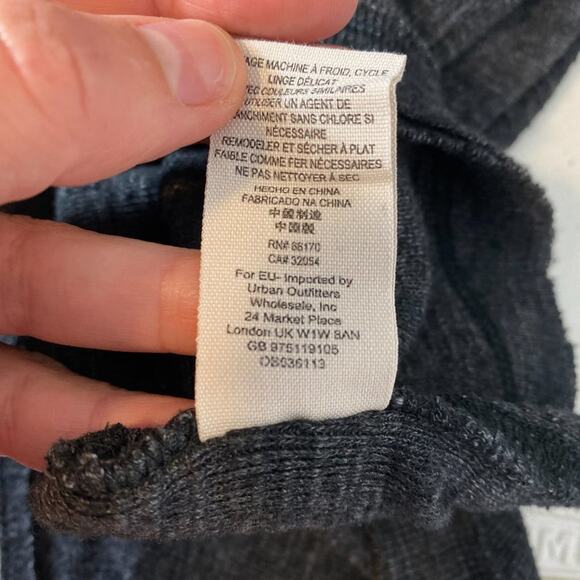 AGE MACHINE À FROID, CYCLE
LINGE DÉLICAT
EC COULEURS SIMILAIRES
UTILISER UN AGENT DE
ANCHIMENT SANS CHLORE SI
NÉCESSAIRE
REMODELER ET SÉCHER À PLAT
FAIBLE COMME FER NÉCESSAIRES
NE PAS NETTOYER À SEC
HECHO EN CHINA
FABRICADO NA CHINA
中國制造
中國製
RN# 66170
CA# 32054
For EU- Imported by
Urban Outfitters
Wholesale, Inc
24 Market Place
London UK W1W 8AN
GB 975119105
OB536113
M